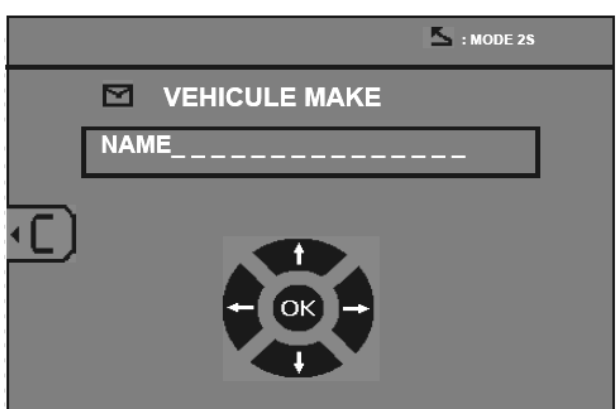 : MODE 2S
VEHICULE MAKE
NAME_ _ _ _ _ _ _ _ _ _ _ _ _ _ _
C
OK